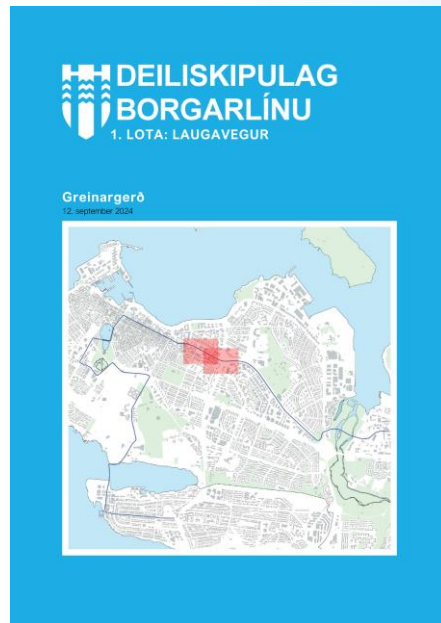 DEILISKIPULAG
BORGARLÍNU
1. LOTA: LAUGAVEGUR
Greinargerð
12. september 2024